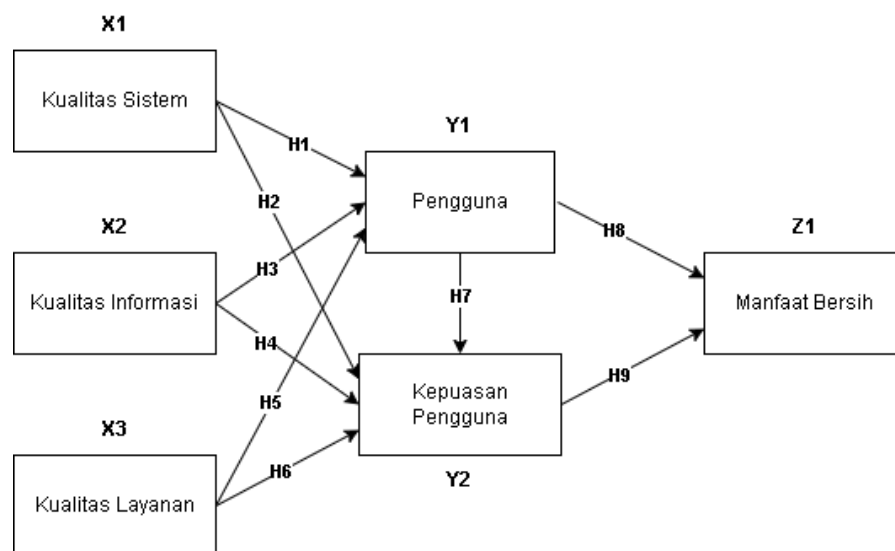 X1
Kualitas Sistem
H1
Y1
Pengguna
H2
X2
Kualitas Informasi
H3
H8
Z1
Manfaat Bersih
H7
H4
H5
Kepuasan
Pengguna
H9
Y2
X3
Kualitas Layanan
H6